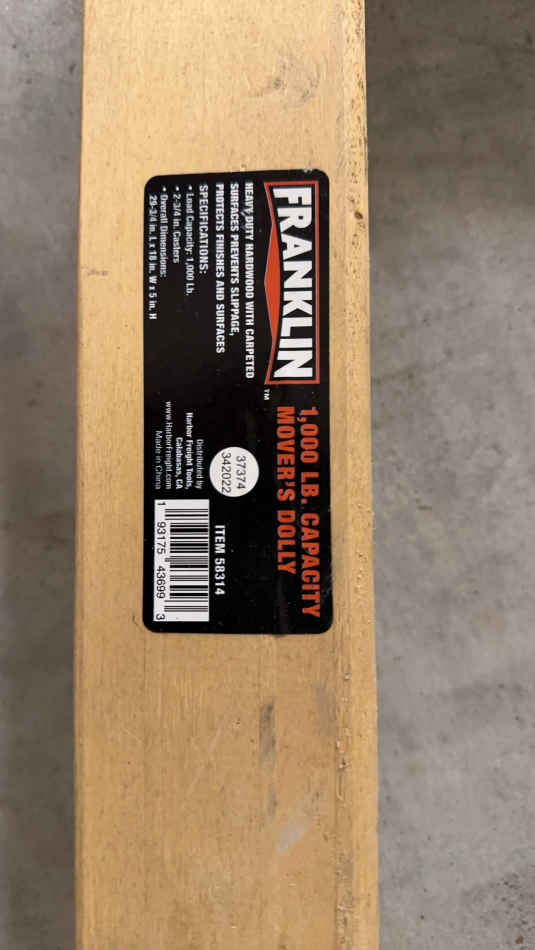 FRANKLIN
™
1,000 LB. CAPACITY
MOVER'S DOLLY
HEAVY DUTY HARDWOOD WITH CARPETED
SURFACES PREVENTS SLIPPAGE,
PROTECTS FINISHES AND SURFACES
SPECIFICATIONS:
• Load Capacity: 1,000 Lb.
• 2-3/4 in. Casters
• Overall Dimensions:
29-3/4 in. L x 18 in. W x 5 in. H
37374
342022
ITEM 58314
Distributed by
Harbor Freight Tools,
Calabasas, CA
www.HarborFreight.com
Made in China
1 93175 43699 3